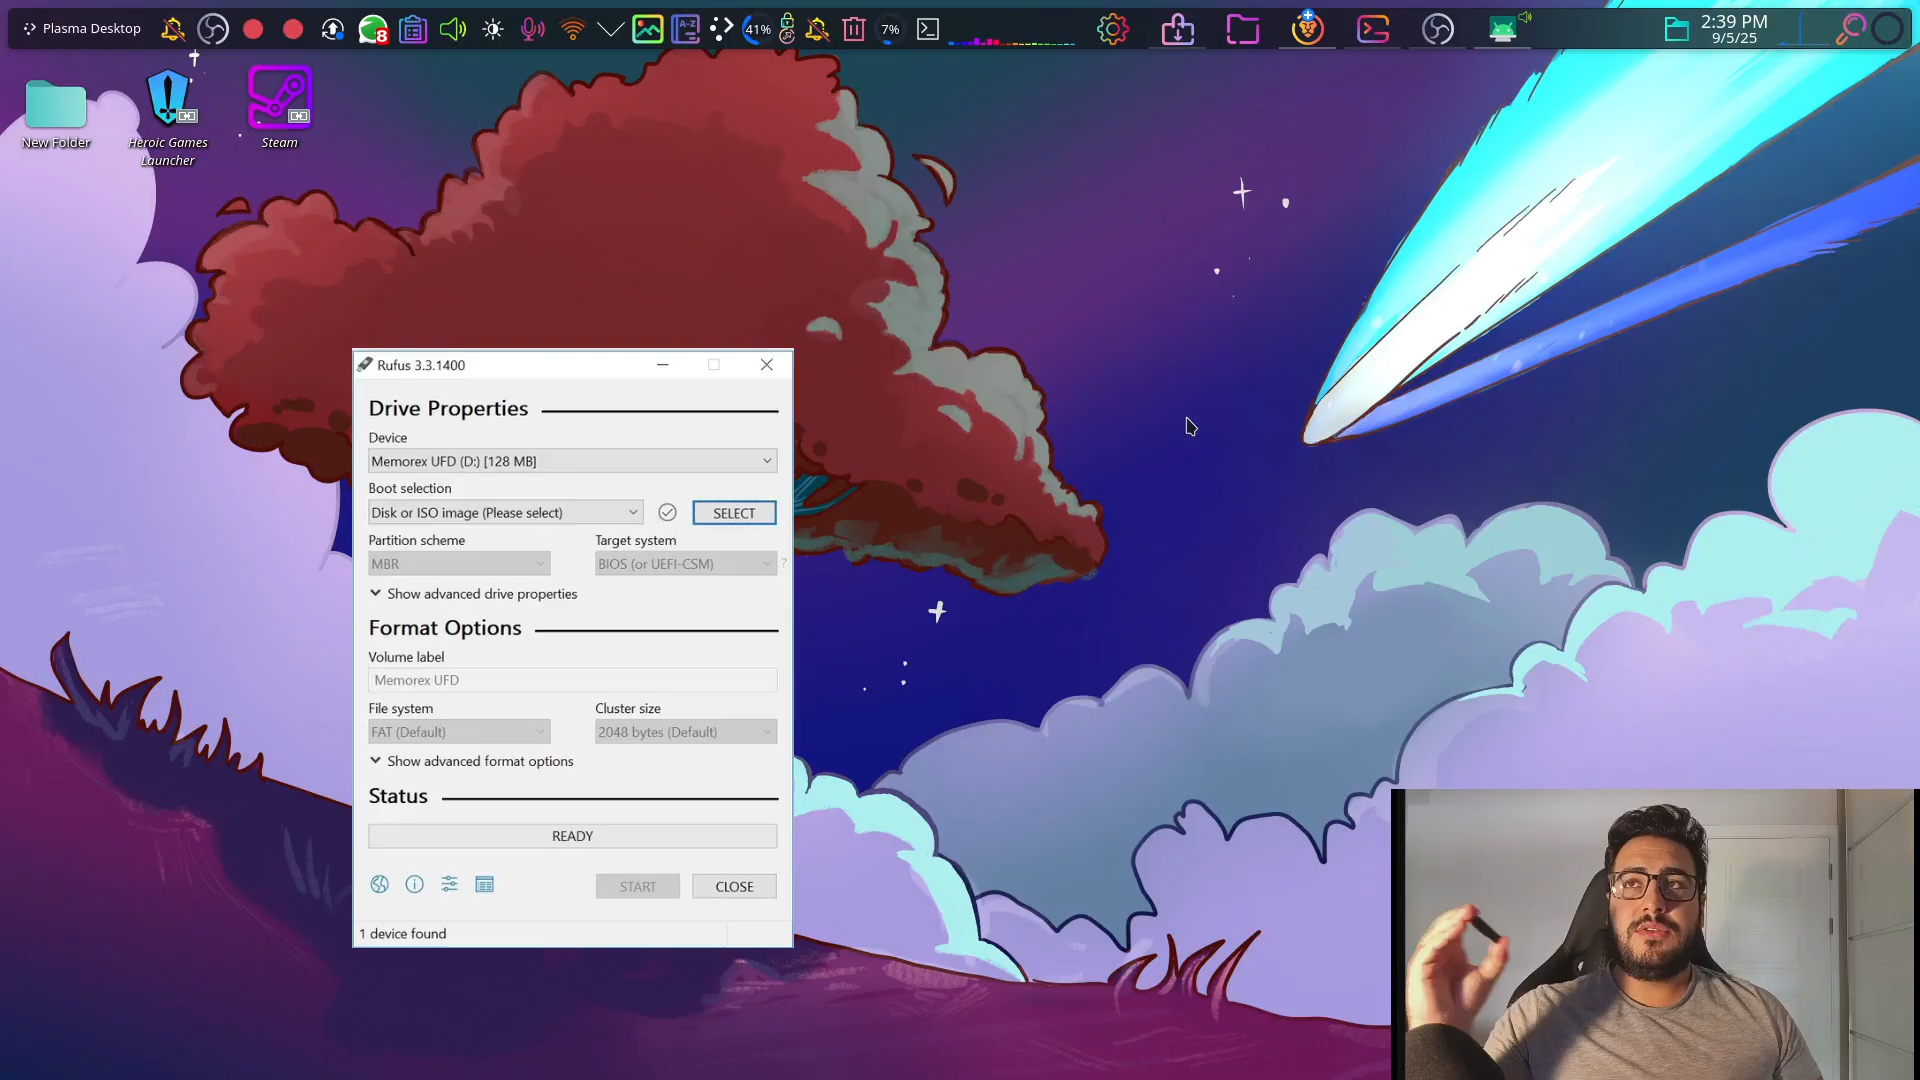 Plasma Desktop
8
A-Z
41%
7%
2:39 PM
9/5/25
New Folder
Heroic Games
Launcher
Steam
Rufus 3.3.1400
Drive Properties
Device
Memorex UFD (D:) [128 MB]
Boot selection
Disk or ISO image (Please select)
SELECT
Partition scheme
Target system
MBR
BIOS (or UEFI-CSM)
?
Show advanced drive properties
Format Options
Volume label
Memorex UFD
File system
Cluster size
FAT (Default)
2048 bytes (Default)
Show advanced format options
Status
READY
START
CLOSE
1 device found